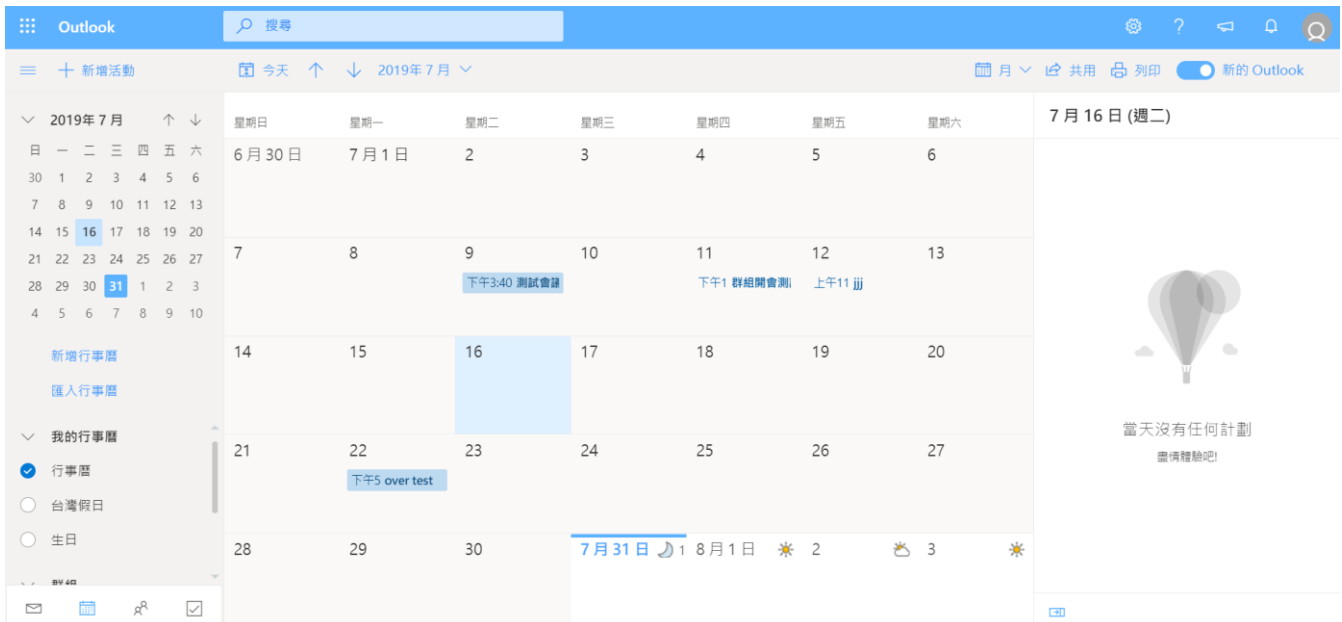 Outlook
搜尋
新增活動
今天
2019年 7 月
月
共用
列印
新的 Outlook
2019年 7 月
日 一 二 三 四 五 六
30 1 2 3 4 5 6
7 8 9 10 11 12 13
14 15 16 17 18 19 20
21 22 23 24 25 26 27
28 29 30 31 1 2 3
4 5 6 7 8 9 10
新增行事曆
匯入行事曆
我的行事曆
行事曆
台灣假日
生日
群組
星期日 星期一 星期二 星期三 星期四 星期五 星期六
6 月 30 日 7 月 1 日 2 3 4 5 6
7 8 9 10 11 12 13
下午3:40 測試會議 下午1 群組開會測 上午11 jjj
14 15 16 17 18 19 20
21 22 23 24 25 26 27
下午5 over test
28 29 30 7 月 31 日 1 8 月 1 日 2 3
7 月 16 日 (週二)
當天沒有任何計劃
盡情體驗吧!